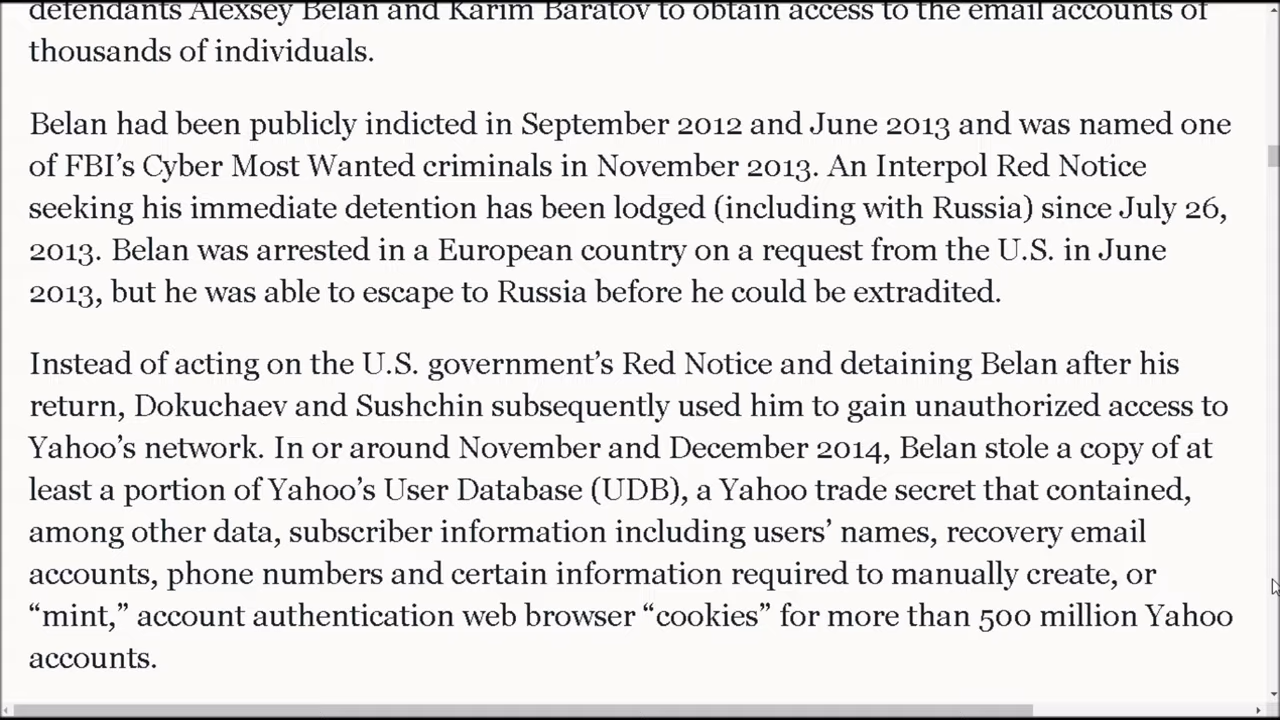 defendants Alexsey Belan and Karim Baratov to obtain access to the email accounts of
thousands of individuals.
Belan had been publicly indicted in September 2012 and June 2013 and was named one
of FBI’s Cyber Most Wanted criminals in November 2013. An Interpol Red Notice
seeking his immediate detention has been lodged (including with Russia) since July 26,
2013. Belan was arrested in a European country on a request from the U.S. in June
2013, but he was able to escape to Russia before he could be extradited.
Instead of acting on the U.S. government’s Red Notice and detaining Belan after his
return, Dokuchaev and Sushchin subsequently used him to gain unauthorized access to
Yahoo’s network. In or around November and December 2014, Belan stole a copy of at
least a portion of Yahoo’s User Database (UDB), a Yahoo trade secret that contained,
among other data, subscriber information including users’ names, recovery email
accounts, phone numbers and certain information required to manually create, or
“mint,” account authentication web browser “cookies” for more than 500 million Yahoo
accounts.